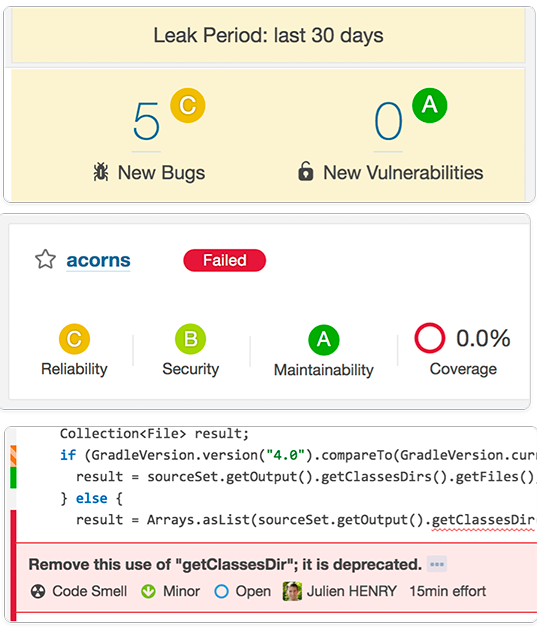 Leak Period: last 30 days
5 C 0 A
New Bugs New Vulnerabilities
acorns Failed
C B A 0.0%
Reliability Security Maintainability Coverage
Collection<File> result;
if (GradleVersion.version("4.0").compareTo(GradleVersion.curr
result = sourceSet.getOutput().getClassesDirs().getFiles();
} else {
result = Arrays.asList(sourceSet.getOutput().getClassesDir
Remove this use of "getClassesDir"; it is deprecated. ...
Code Smell Minor Open Julien HENRY 15min effort